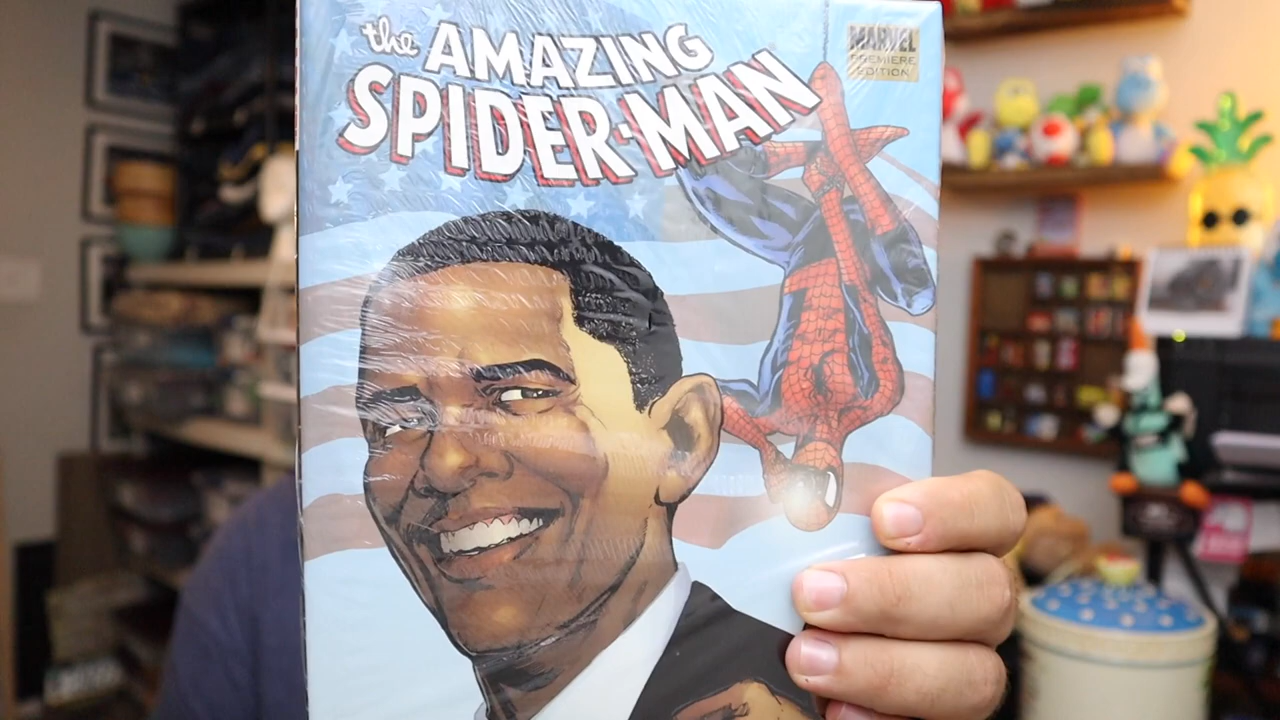 the AMAZING
SPIDER-MAN
MARVEL
PREMIERE
EDITION